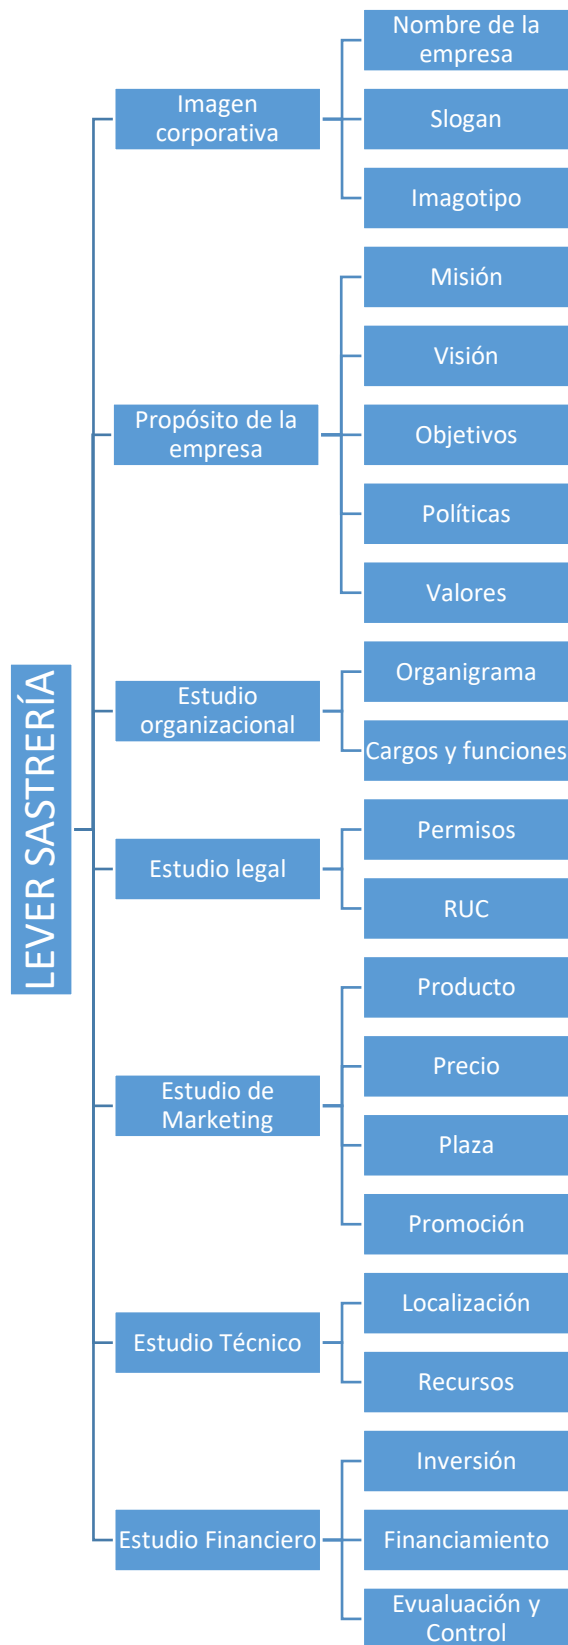 LEVER SASTRERÍA
Imagen
corporativa
Nombre de la
empresa
Slogan
Imagotipo
Propósito de la
empresa
Misión
Visión
Objetivos
Políticas
Valores
Estudio
organizacional
Organigrama
Cargos y funciones
Estudio legal
Permisos
RUC
Estudio de
Marketing
Producto
Precio
Plaza
Promoción
Estudio Técnico
Localización
Recursos
Estudio Financiero
Inversión
Financiamiento
Evualuación y
Control